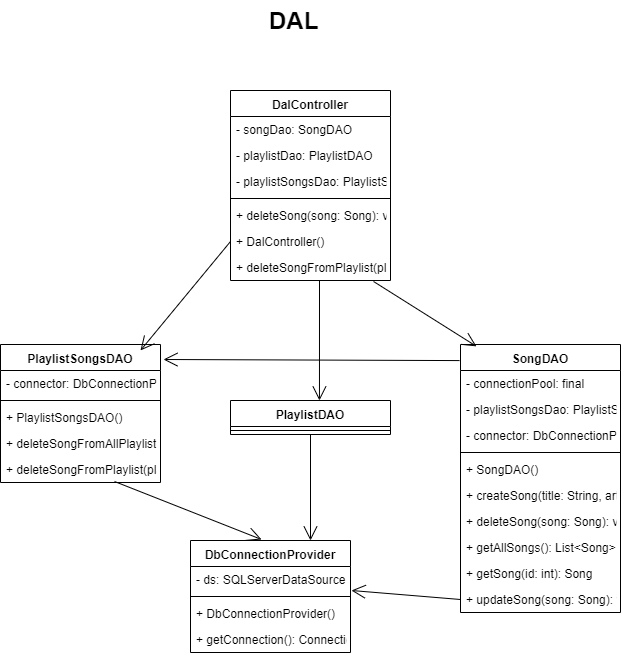 DAL
DalController
- songDao: SongDAO
- playlistDao: PlaylistDAO
- playlistSongsDao: PlaylistS
+ deleteSong(song: Song): v
+ DalController()
+ deleteSongFromPlaylist(pl
PlaylistSongsDAO
- connector: DbConnectionP
+ PlaylistSongsDAO()
+ deleteSongFromAllPlaylist
+ deleteSongFromPlaylist(pl
PlaylistDAO
SongDAO
- connectionPool: final
- playlistSongsDao: PlaylistS
- connector: DbConnectionP
+ SongDAO()
+ createSong(title: String, ar
+ deleteSong(song: Song): v
+ getAllSongs(): List<Song>
+ getSong(id: int): Song
+ updateSong(song: Song):
DbConnectionProvider
- ds: SQLServerDataSource
+ DbConnectionProvider()
+ getConnection(): Connecti